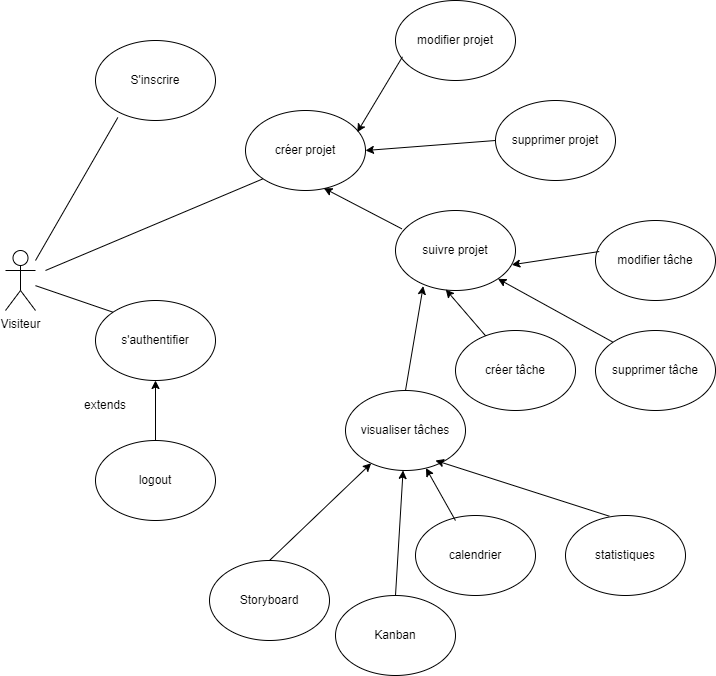 modifier projet
S'inscrire
supprimer projet
créer projet
suivre projet
modifier tâche
Visiteur
s'authentifier
créer tâche
supprimer tâche
extends
visualiser tâches
logout
calendrier
statistiques
Storyboard
Kanban